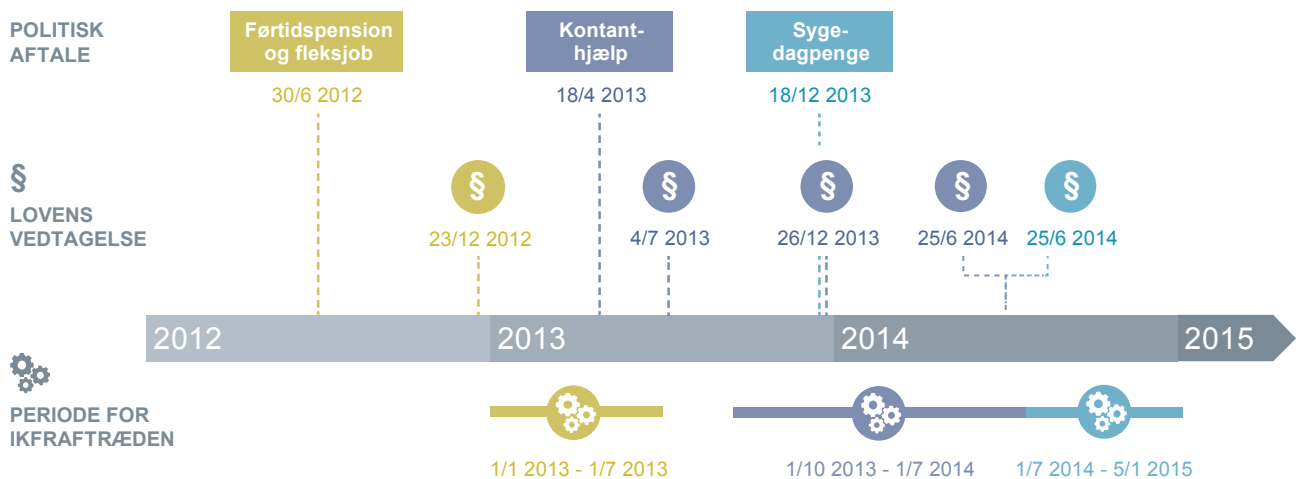 POLITISK
AFTALE
Førtidspension
og fleksjob
Kontant-
hjælp
Syge-
dagpenge
30/6 2012
18/4 2013
18/12 2013
§
§
§
§
§
§
LOVENS
VEDTAGELSE
23/12 2012
4/7 2013
26/12 2013
25/6 2014
25/6 2014
2012
2013
2014
2015
PERIODE FOR
IKFRAFTRÆDEN
1/1 2013 - 1/7 2013
1/10 2013 - 1/7 2014
1/7 2014 - 5/1 2015